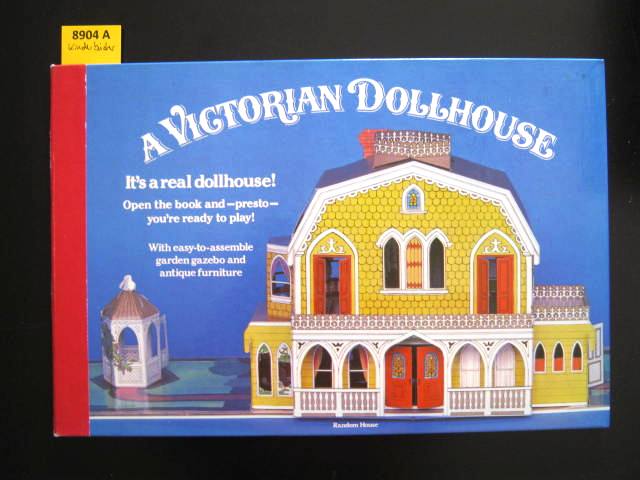 8904 A
A VICTORIAN DOLLHOUSE
It's a real dollhouse!
Open the book and—presto—
you're ready to play!
With easy-to-assemble
garden gazebo and
antique furniture
Random House